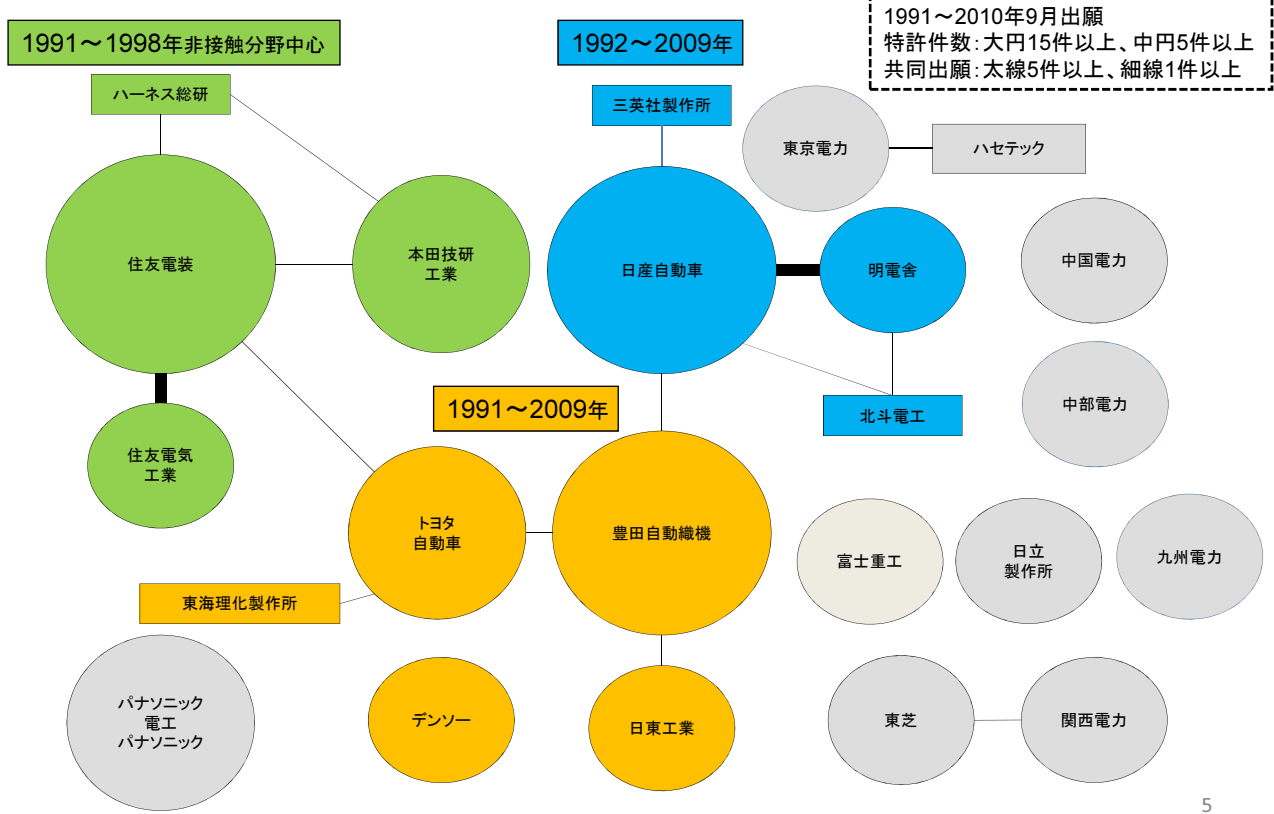 1991～2010年9月出願
特許件数：大円15件以上、中円5件以上
共同出願：太線5件以上、細線1件以上
1991～1998年非接触分野中心
1992～2009年
ハーネス総研
三英社製作所
東京電力
ハセテック
住友電装
本田技研
工業
日産自動車
明電舎
中国電力
1991～2009年
北斗電工
中部電力
住友電気
工業
トヨタ
自動車
豊田自動織機
富士重工
日立
製作所
九州電力
東海理化製作所
パナソニック
電工
パナソニック
デンソー
日東工業
東芝
関西電力
5